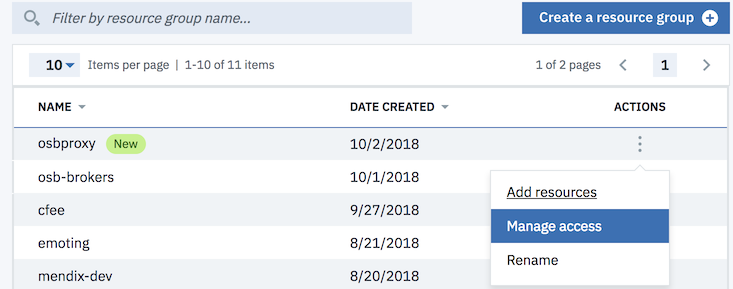 Filter by resource group name...
Create a resource group
10 Items per page | 1-10 of 11 items 1 of 2 pages 1
NAME DATE CREATED ACTIONS
osbproxy New 10/2/2018
osb-brokers 10/1/2018
Add resources
cfee 9/27/2018
Manage access
emoting 8/21/2018
Rename
mendix-dev 8/20/2018